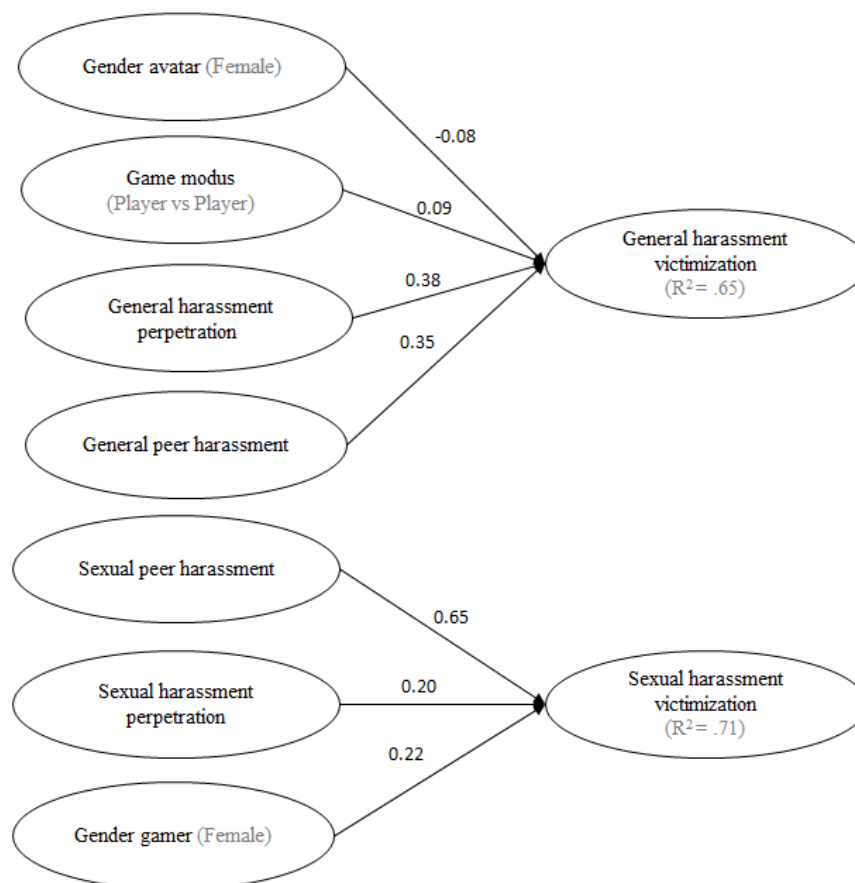 Gender avatar (Female)
-0.08
Game modus
(Player vs Player)
0.09
General harassment
victimization
(R² = .65)
General harassment
perpetration
0.38
0.35
General peer harassment
Sexual peer harassment
0.65
Sexual harassment
perpetration
0.20
Sexual harassment
victimization
(R² = .71)
0.22
Gender gamer (Female)